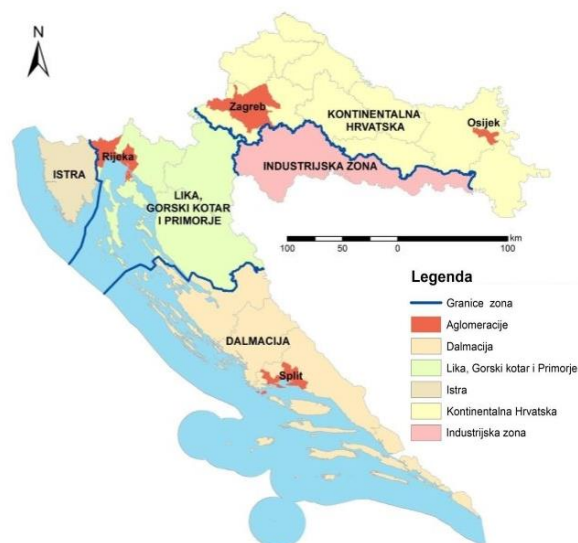 N
Zagreb
KONTINENTALNA
HRVATSKA
Osijek
Rijeka
ISTRA
INDUSTRIJSKA ZONA
LIKA,
GORSKI KOTAR
I PRIMORJE
km
100 50 0 100
DALMACIJA
Split
Legenda
Granice zona
Aglomeracije
Dalmacija
Lika, Gorski kotar i Primorje
Istra
Kontinentalna Hrvatska
Industrijska zona